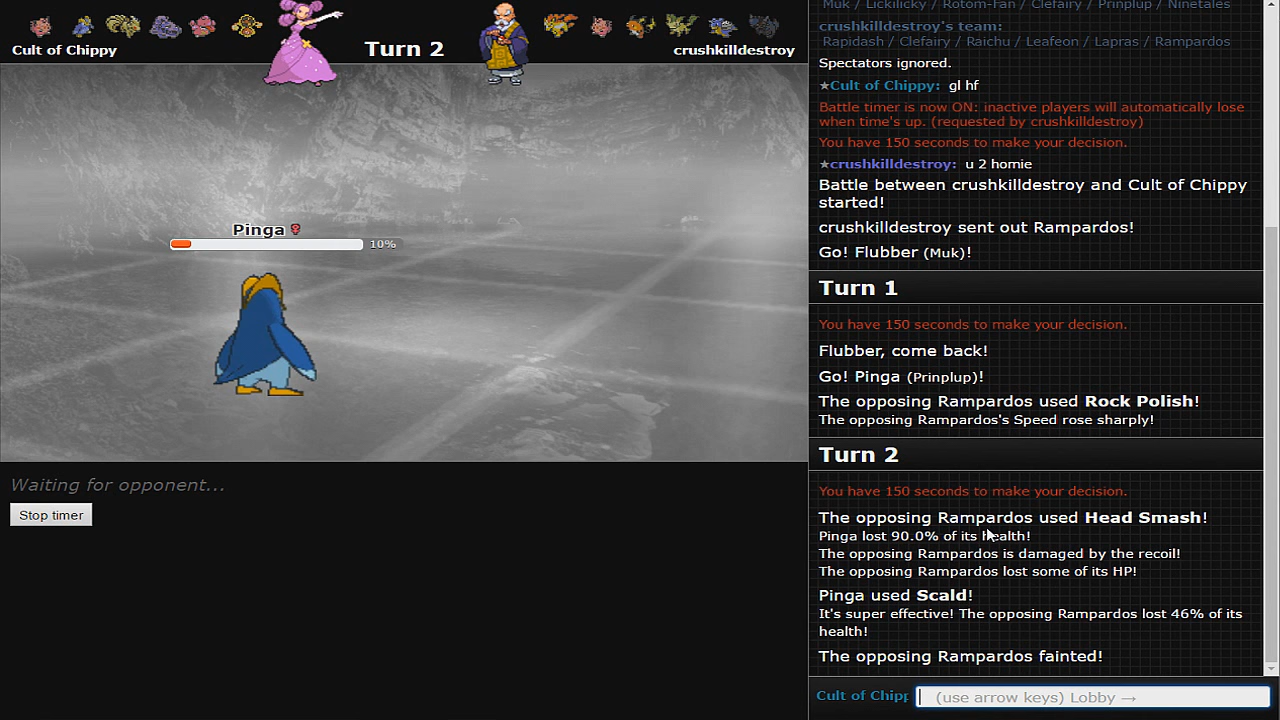 Cult of Chippy
Turn 2
crushkilldestroy
Pinga
10%
Waiting for opponent...
Stop timer
Muk / Lickilicky / Rotom-Fan / Clefairy / Prinplup / Ninetales
crushkilldestroy's team:
Rapidash / Clefairy / Raichu / Leafeon / Lapras / Rampardos
Spectators ignored.
★Cult of Chippy: gl hf
Battle timer is now ON: inactive players will automatically lose
when time's up. (requested by crushkilldestroy)
You have 150 seconds to make your decision.
★crushkilldestroy: u 2 homie
Battle between crushkilldestroy and Cult of Chippy
started!
crushkilldestroy sent out Rampardos!
Go! Flubber (Muk)!
Turn 1
You have 150 seconds to make your decision.
Flubber, come back!
Go! Pinga (Prinplup)!
The opposing Rampardos used Rock Polish!
The opposing Rampardos's Speed rose sharply!
Turn 2
You have 150 seconds to make your decision.
The opposing Rampardos used Head Smash!
Pinga lost 90.0% of its health!
The opposing Rampardos is damaged by the recoil!
The opposing Rampardos lost some of its HP!
Pinga used Scald!
It's super effective! The opposing Rampardos lost 46% of its
health!
The opposing Rampardos fainted!
Cult of Chipp
(use arrow keys) Lobby →